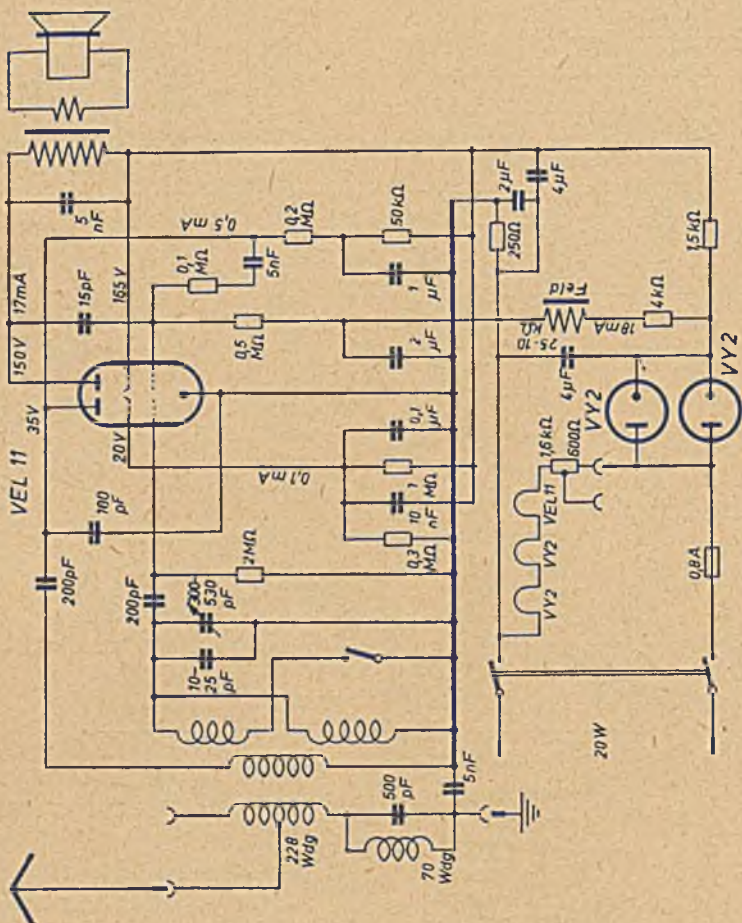 VEL 11
5
nF
17mA
150V
35V
15pF
165V
20V
0,5 mA
0,1
MΩ
5nF
0,2
MΩ
50kΩ
1
µF
0,5
MΩ
2
µF
0,1 mA
0,1
µF
1
MΩ
10
nF
0,3
MΩ
100
pF
200pF
200pF
2MΩ
530
pF
10-
25
pF
228
Wdg
70
Wdg
500
pF
5nF
2µF
4µF
250Ω
1,5kΩ
Feld
25-10
kΩ
18mA
4kΩ
4µF
VY2
VY2
1,6kΩ
600Ω
VEL11
VY2
VY2
0,8A
20W